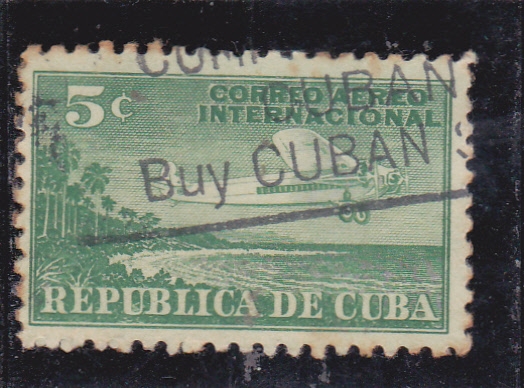 CUBAN
5¢
CORREO AEREO
INTERNACIONAL
Buy CUBAN
REPUBLICA DE CUBA